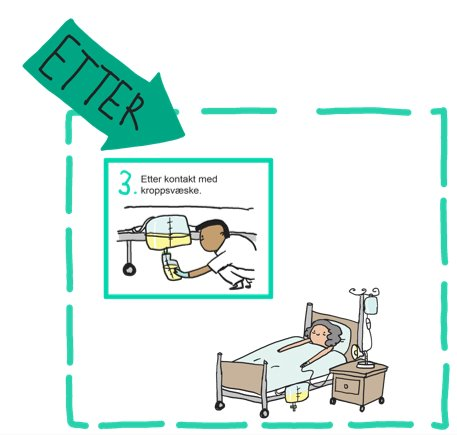 ETTER
3. Etter kontakt med
kroppsvæske.